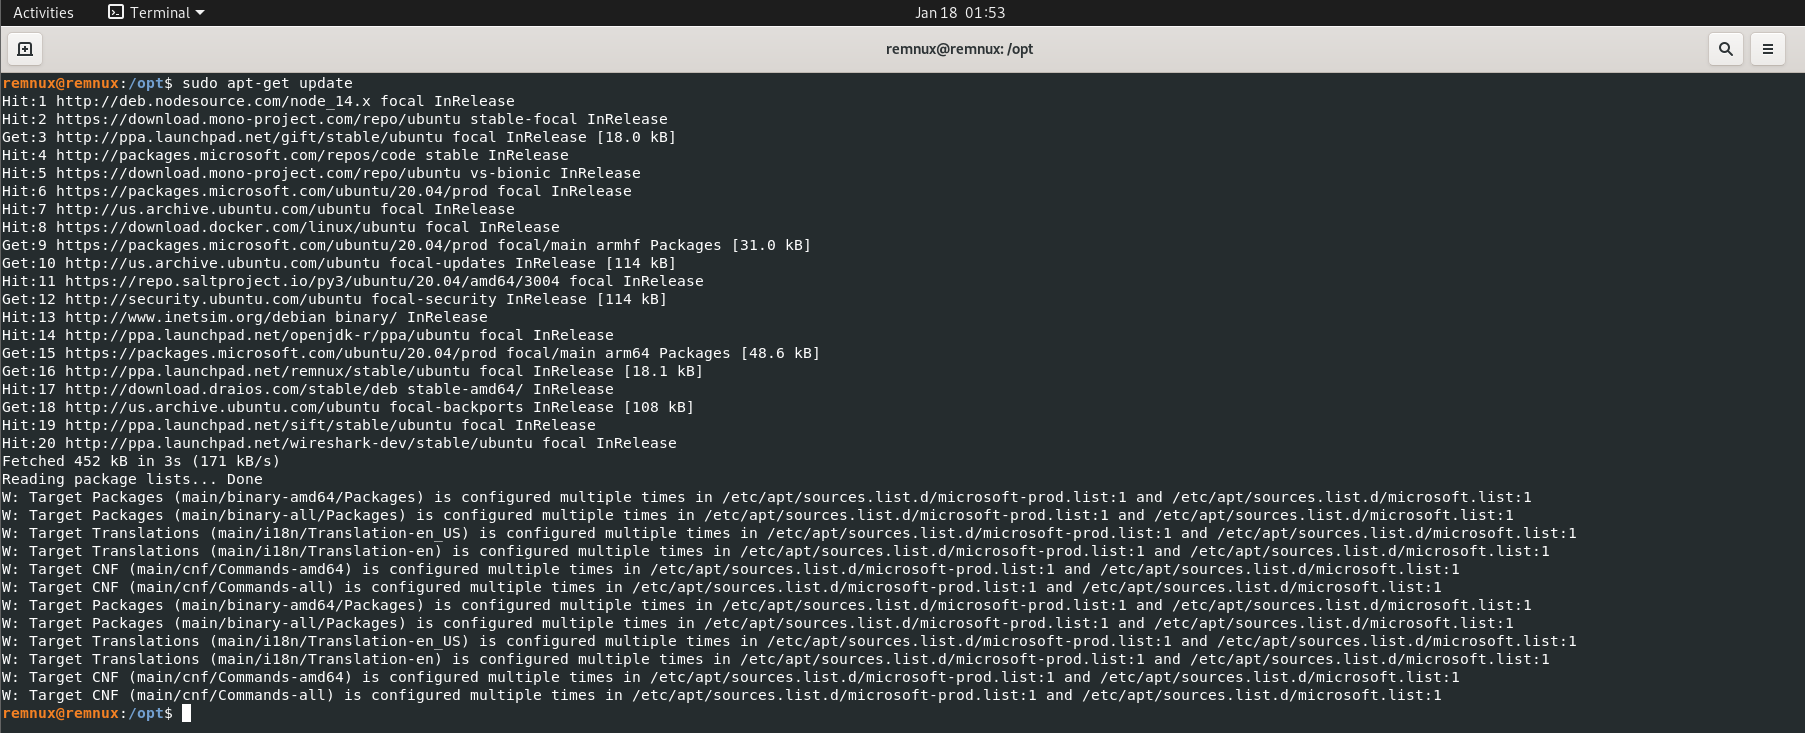 Activities Terminal Jan 18 01:53
remnux@remnux: /opt
remnux@remnux:/opt$ sudo apt-get update
Hit:1 http://deb.nodesource.com/node_14.x focal InRelease
Hit:2 https://download.mono-project.com/repo/ubuntu stable-focal InRelease
Get:3 http://ppa.launchpad.net/gift/stable/ubuntu focal InRelease [18.0 kB]
Hit:4 http://packages.microsoft.com/repos/code stable InRelease
Hit:5 https://download.mono-project.com/repo/ubuntu vs-bionic InRelease
Hit:6 https://packages.microsoft.com/ubuntu/20.04/prod focal InRelease
Hit:7 http://us.archive.ubuntu.com/ubuntu focal InRelease
Hit:8 https://download.docker.com/linux/ubuntu focal InRelease
Get:9 https://packages.microsoft.com/ubuntu/20.04/prod focal/main armhf Packages [31.0 kB]
Get:10 http://us.archive.ubuntu.com/ubuntu focal-updates InRelease [114 kB]
Hit:11 https://repo.saltproject.io/py3/ubuntu/20.04/amd64/3004 focal InRelease
Get:12 http://security.ubuntu.com/ubuntu focal-security InRelease [114 kB]
Hit:13 http://www.inetsim.org/debian binary/ InRelease
Hit:14 http://ppa.launchpad.net/openjdk-r/ppa/ubuntu focal InRelease
Get:15 https://packages.microsoft.com/ubuntu/20.04/prod focal/main arm64 Packages [48.6 kB]
Get:16 http://ppa.launchpad.net/remnux/stable/ubuntu focal InRelease [18.1 kB]
Hit:17 http://download.draios.com/stable/deb stable-amd64/ InRelease
Get:18 http://us.archive.ubuntu.com/ubuntu focal-backports InRelease [108 kB]
Hit:19 http://ppa.launchpad.net/sift/stable/ubuntu focal InRelease
Hit:20 http://ppa.launchpad.net/wireshark-dev/stable/ubuntu focal InRelease
Fetched 452 kB in 3s (171 kB/s)
Reading package lists... Done
W: Target Packages (main/binary-amd64/Packages) is configured multiple times in /etc/apt/sources.list.d/microsoft-prod.list:1 and /etc/apt/sources.list.d/microsoft.list:1
W: Target Packages (main/binary-all/Packages) is configured multiple times in /etc/apt/sources.list.d/microsoft-prod.list:1 and /etc/apt/sources.list.d/microsoft.list:1
W: Target Translations (main/i18n/Translation-en_US) is configured multiple times in /etc/apt/sources.list.d/microsoft-prod.list:1 and /etc/apt/sources.list.d/microsoft.list:1
W: Target Translations (main/i18n/Translation-en) is configured multiple times in /etc/apt/sources.list.d/microsoft-prod.list:1 and /etc/apt/sources.list.d/microsoft.list:1
W: Target CNF (main/cnf/Commands-amd64) is configured multiple times in /etc/apt/sources.list.d/microsoft-prod.list:1 and /etc/apt/sources.list.d/microsoft.list:1
W: Target CNF (main/cnf/Commands-all) is configured multiple times in /etc/apt/sources.list.d/microsoft-prod.list:1 and /etc/apt/sources.list.d/microsoft.list:1
W: Target Packages (main/binary-amd64/Packages) is configured multiple times in /etc/apt/sources.list.d/microsoft-prod.list:1 and /etc/apt/sources.list.d/microsoft.list:1
W: Target Packages (main/binary-all/Packages) is configured multiple times in /etc/apt/sources.list.d/microsoft-prod.list:1 and /etc/apt/sources.list.d/microsoft.list:1
W: Target Translations (main/i18n/Translation-en_US) is configured multiple times in /etc/apt/sources.list.d/microsoft-prod.list:1 and /etc/apt/sources.list.d/microsoft.list:1
W: Target Translations (main/i18n/Translation-en) is configured multiple times in /etc/apt/sources.list.d/microsoft-prod.list:1 and /etc/apt/sources.list.d/microsoft.list:1
W: Target CNF (main/cnf/Commands-amd64) is configured multiple times in /etc/apt/sources.list.d/microsoft-prod.list:1 and /etc/apt/sources.list.d/microsoft.list:1
W: Target CNF (main/cnf/Commands-all) is configured multiple times in /etc/apt/sources.list.d/microsoft-prod.list:1 and /etc/apt/sources.list.d/microsoft.list:1
remnux@remnux:/opt$